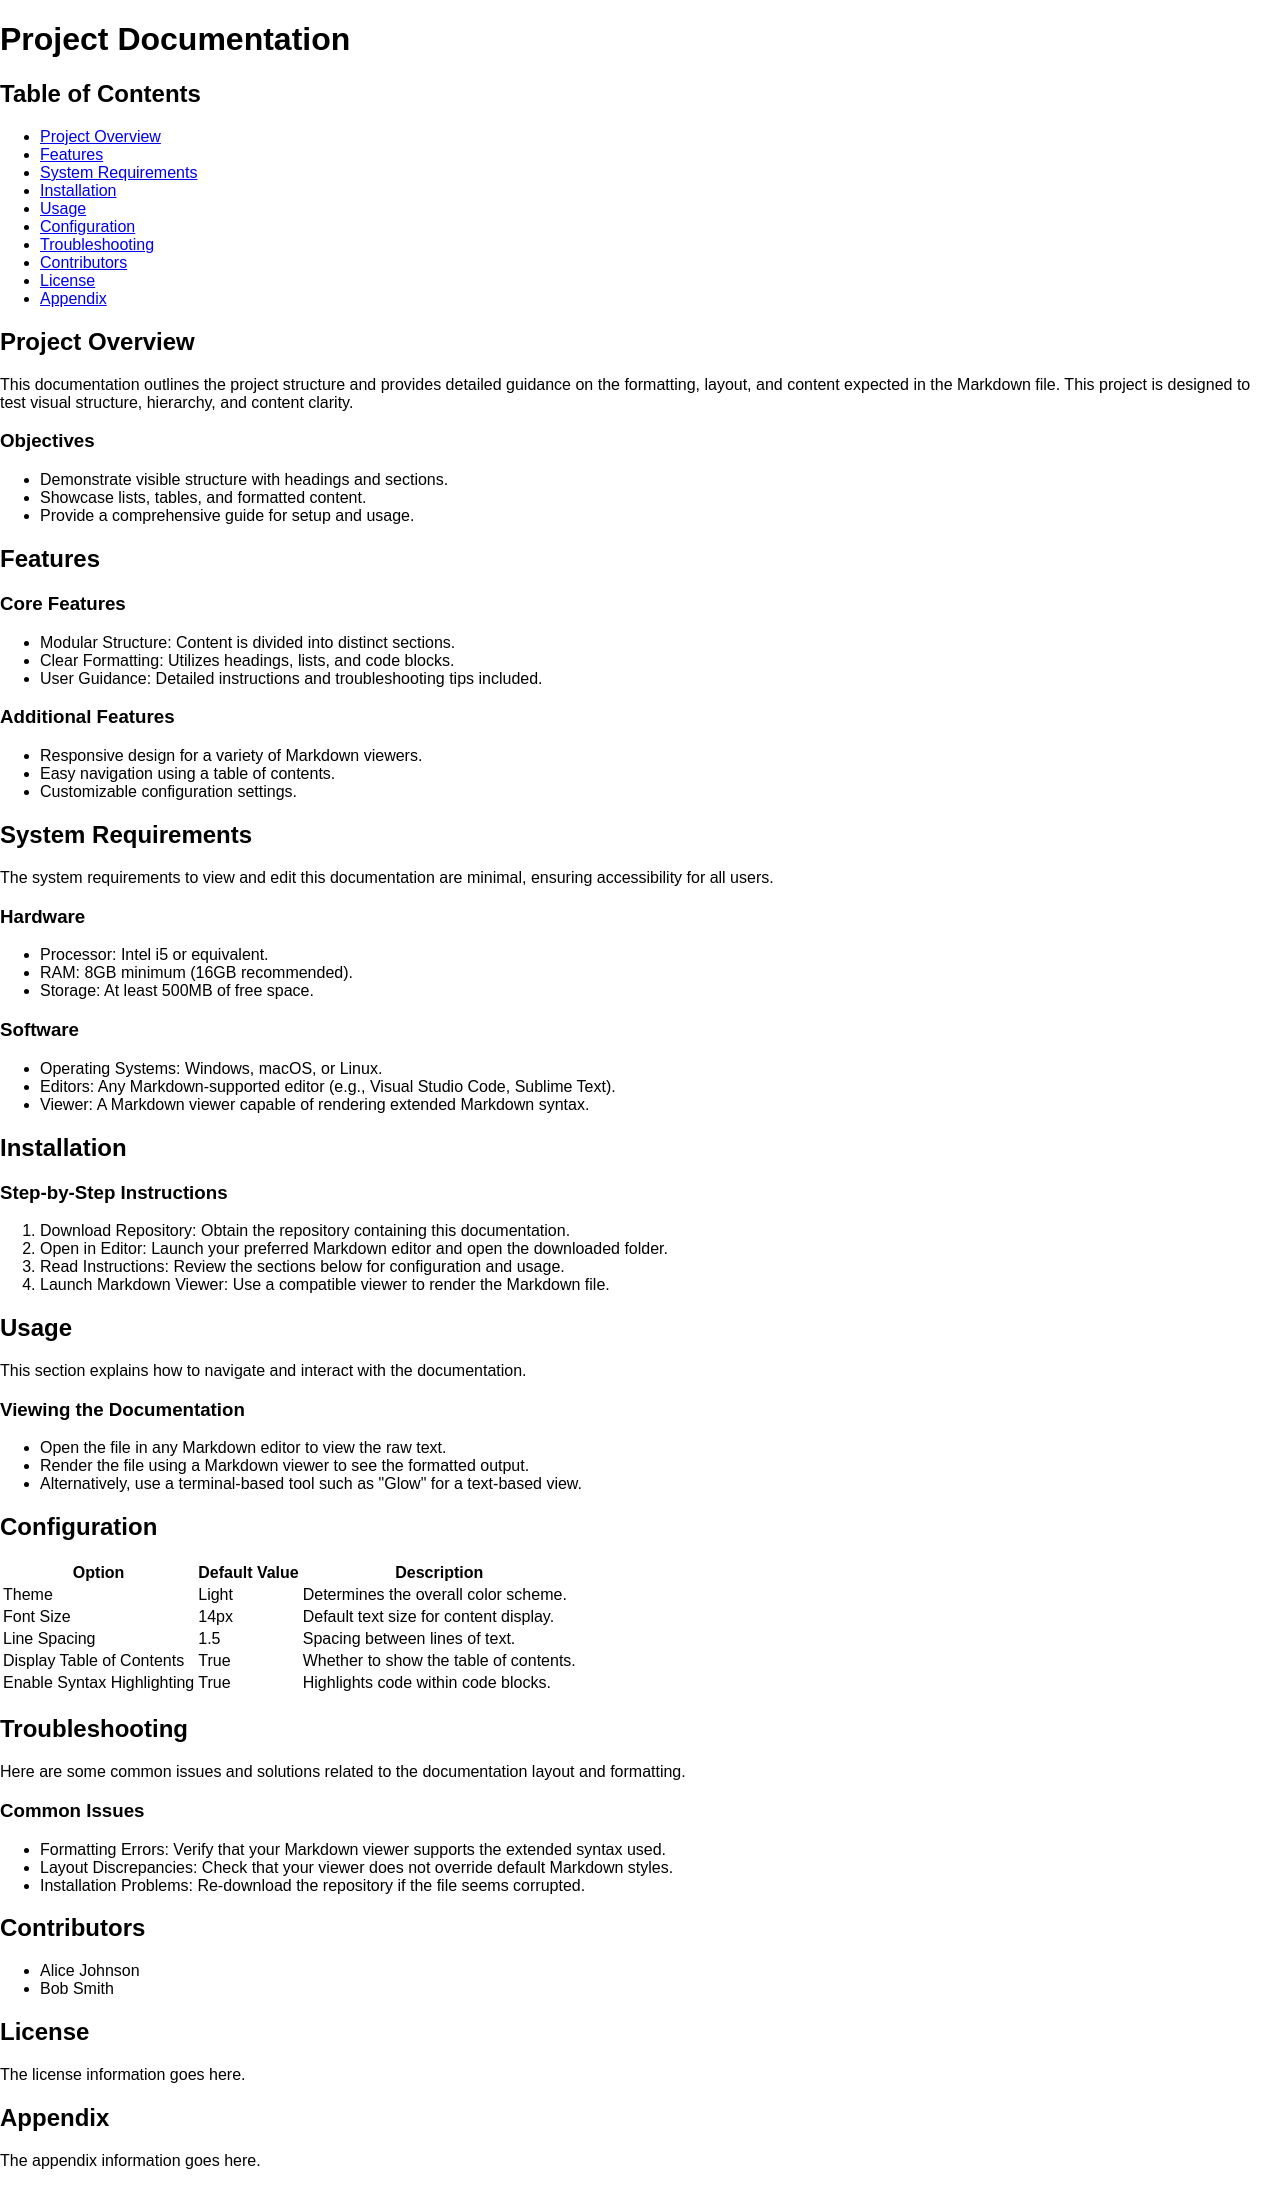 Project Documentation
Table of Contents
Project Overview
Features
System Requirements
Installation
Usage
Configuration
Troubleshooting
Contributors
License
Appendix
Project Overview
This documentation outlines the project structure and provides detailed guidance on the formatting, layout, and content expected in the Markdown file. This project is designed to
test visual structure, hierarchy, and content clarity.
Objectives
Demonstrate visible structure with headings and sections.
Showcase lists, tables, and formatted content.
Provide a comprehensive guide for setup and usage.
Features
Core Features
Modular Structure: Content is divided into distinct sections.
Clear Formatting: Utilizes headings, lists, and code blocks.
User Guidance: Detailed instructions and troubleshooting tips included.
Additional Features
Responsive design for a variety of Markdown viewers.
Easy navigation using a table of contents.
Customizable configuration settings.
System Requirements
The system requirements to view and edit this documentation are minimal, ensuring accessibility for all users.
Hardware
Processor: Intel i5 or equivalent.
RAM: 8GB minimum (16GB recommended).
Storage: At least 500MB of free space.
Software
Operating Systems: Windows, macOS, or Linux.
Editors: Any Markdown-supported editor (e.g., Visual Studio Code, Sublime Text).
Viewer: A Markdown viewer capable of rendering extended Markdown syntax.
Installation
Step-by-Step Instructions
1. Download Repository: Obtain the repository containing this documentation.
2. Open in Editor: Launch your preferred Markdown editor and open the downloaded folder.
3. Read Instructions: Review the sections below for configuration and usage.
4. Launch Markdown Viewer: Use a compatible viewer to render the Markdown file.
Usage
This section explains how to navigate and interact with the documentation.
Viewing the Documentation
Open the file in any Markdown editor to view the raw text.
Render the file using a Markdown viewer to see the formatted output.
Alternatively, use a terminal-based tool such as "Glow" for a text-based view.
Configuration
Option Default Value Description
Theme Light Determines the overall color scheme.
Font Size 14px Default text size for content display.
Line Spacing 1.5 Spacing between lines of text.
Display Table of Contents True Whether to show the table of contents.
Enable Syntax Highlighting True Highlights code within code blocks.
Troubleshooting
Here are some common issues and solutions related to the documentation layout and formatting.
Common Issues
Formatting Errors: Verify that your Markdown viewer supports the extended syntax used.
Layout Discrepancies: Check that your viewer does not override default Markdown styles.
Installation Problems: Re-download the repository if the file seems corrupted.
Contributors
Alice Johnson
Bob Smith
License
The license information goes here.
Appendix
The appendix information goes here.